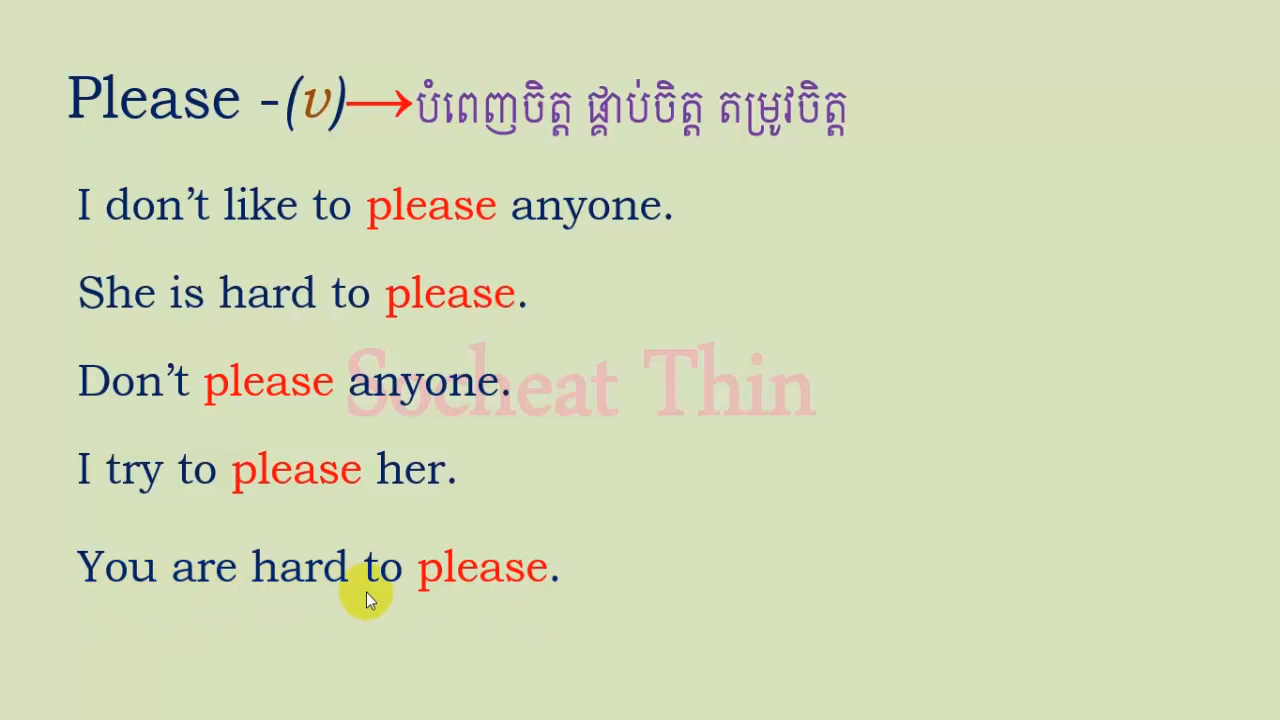 Please -(v)→បំពេញចិត្ត ផ្គាប់ចិត្ត តម្រូវចិត្ត
I don’t like to please anyone.
She is hard to please.
Socheat Thin
Don’t please anyone.
I try to please her.
You are hard to please.